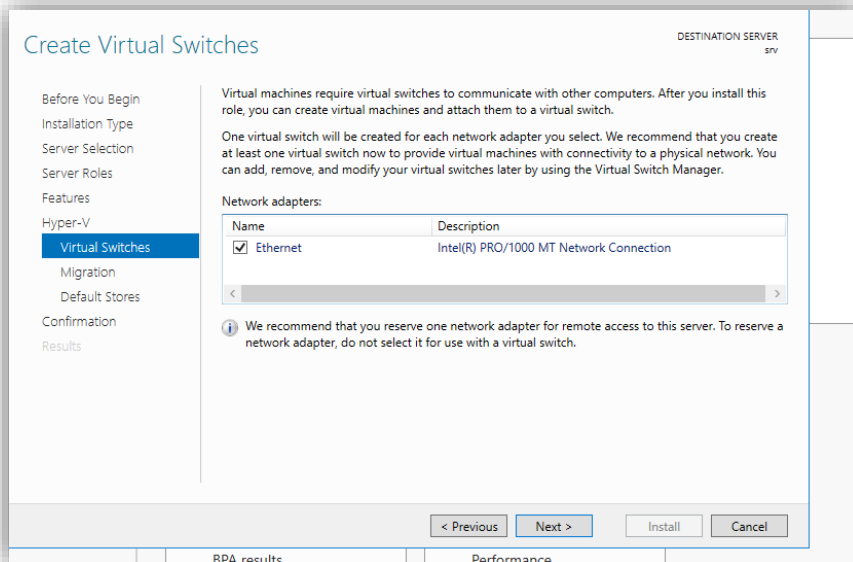 Create Virtual Switches
DESTINATION SERVER
srv
Before You Begin
Installation Type
Server Selection
Server Roles
Features
Hyper-V
Virtual Switches
Migration
Default Stores
Confirmation
Results
Virtual machines require virtual switches to communicate with other computers. After you install this
role, you can create virtual machines and attach them to a virtual switch.
One virtual switch will be created for each network adapter you select. We recommend that you create
at least one virtual switch now to provide virtual machines with connectivity to a physical network. You
can add, remove, and modify your virtual switches later by using the Virtual Switch Manager.
Network adapters:
Name Description
Ethernet Intel(R) PRO/1000 MT Network Connection
We recommend that you reserve one network adapter for remote access to this server. To reserve a
network adapter, do not select it for use with a virtual switch.
< Previous Next > Install Cancel
BPA results Performance